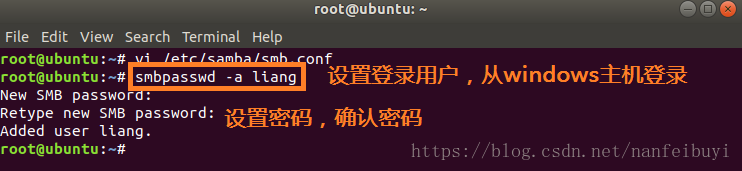 root@ubuntu: ~
File Edit View Search Terminal Help
root@ubuntu:~# vi /etc/samba/smb.conf
root@ubuntu:~# smbpasswd -a liang 设置登录用户，从windows主机登录
New SMB password:
Retype new SMB password: 设置密码，确认密码
Added user liang.
root@ubuntu:~#
https://blog.csdn.net/nanfeibuyi